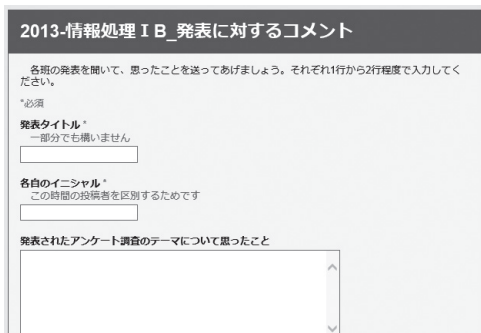 2013-情報処理ⅠB_発表に対するコメント
各班の発表を聞いて、思ったことを送ってあげましょう。それぞれ1行から2行程度で入力してく
ださい。
*必須
発表タイトル *
一部分でも構いません
各自のイニシャル *
この時間の投稿者を区別するためです
発表されたアンケート調査のテーマについて思ったこと